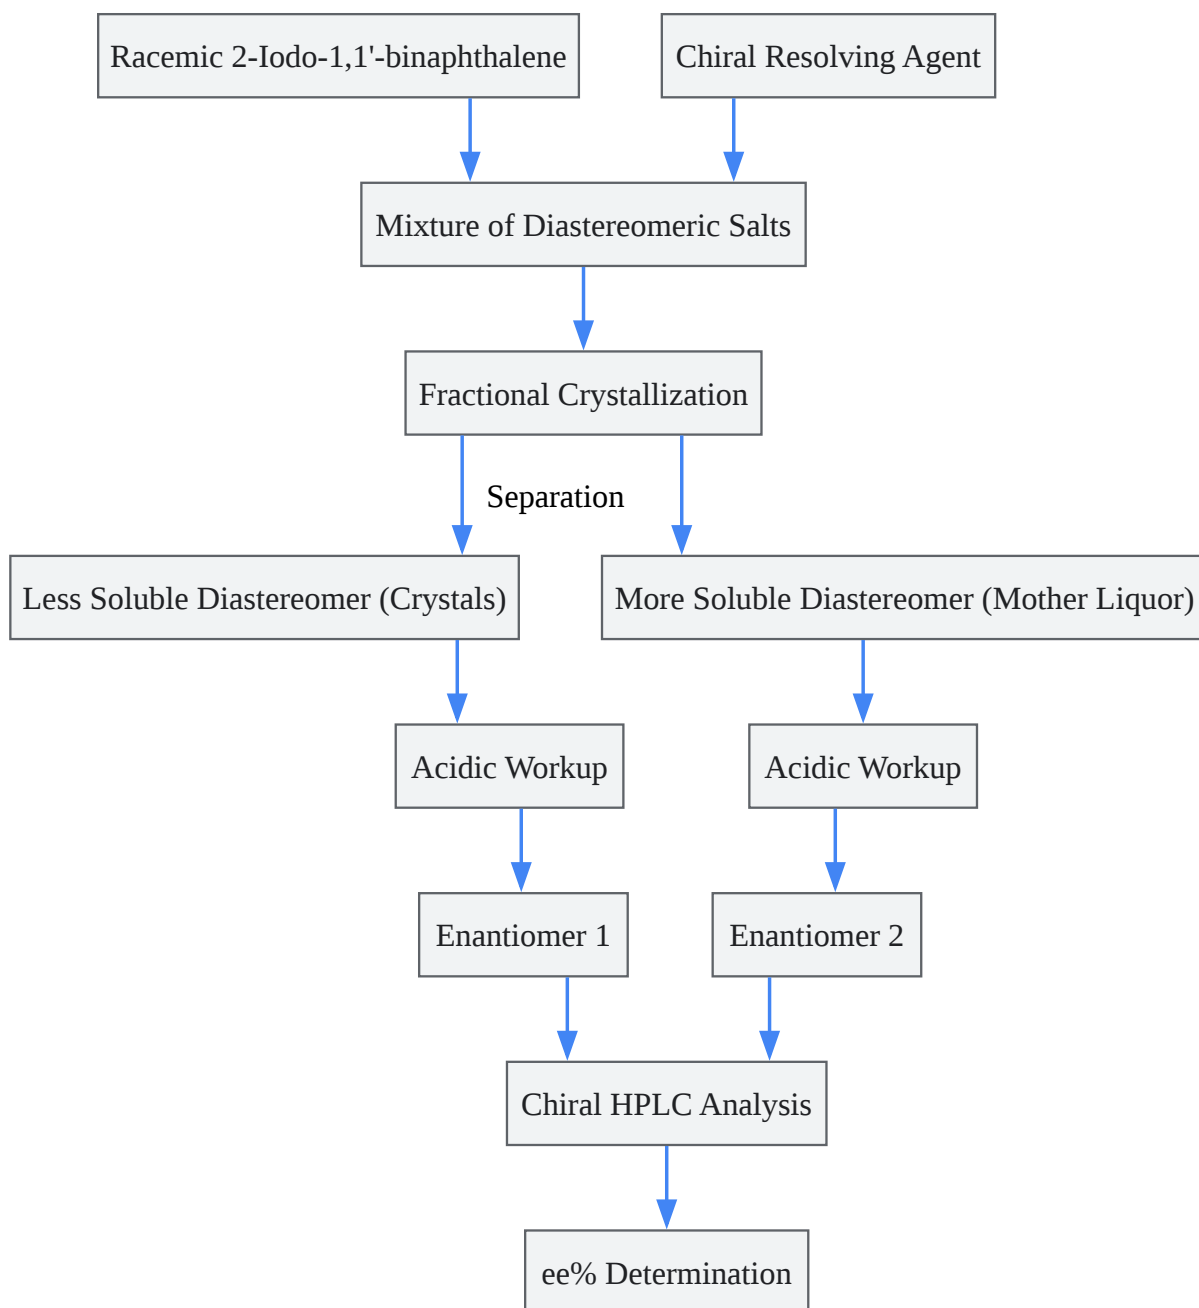 Racemic 2-Iodo-1,1'-binaphthalene
Chiral Resolving Agent
Mixture of Diastereomeric Salts
Fractional Crystallization
Separation
Less Soluble Diastereomer (Crystals)
More Soluble Diastereomer (Mother Liquor)
Acidic Workup
Acidic Workup
Enantiomer 1
Enantiomer 2
Chiral HPLC Analysis
ee% Determination